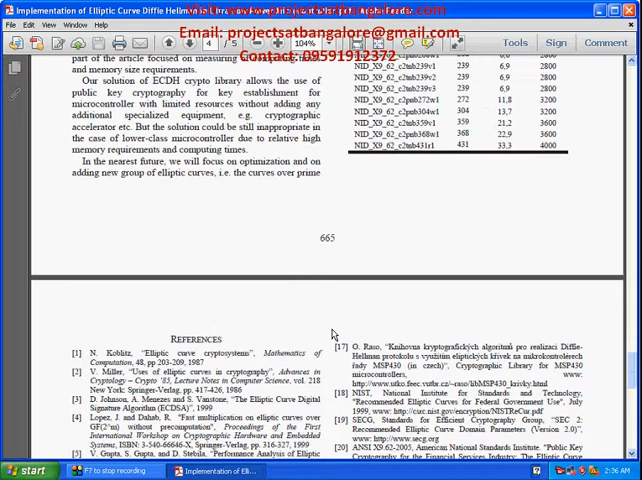 Implementation of Elliptic Curve Diffie Hellman
Visit: www.projectsatbangalore.com
File Edit View Window Help
Email: projectsatbangalore@gmail.com
4 / 5 104% Tools Sign Comment
Contact: 09591912372
part of the article focused on measuring of computing time
and memory size requirements.
Our solution of ECDH crypto library allows the use of
public key cryptography for key establishment for
microcontroller with limited resources without adding any
additional specialized equipment, e.g. cryptographic
accelerator etc. But the solution could be still inappropriate in
the case of lower-class microcontroller due to relative high
memory requirements and computing times.
In the nearest future, we will focus on optimization and on
adding new group of elliptic curves, i.e. the curves over prime
NID_X9_62_c2pnb208w1 2800
NID_X9_62_c2tnb239v1 239 6,9 2800
NID_X9_62_c2tnb239v2 239 6,9 2800
NID_X9_62_c2tnb239v3 239 6,9 2800
NID_X9_62_c2pnb272w1 272 11,8 3200
NID_X9_62_c2pnb304w1 304 13,7 3200
NID_X9_62_c2tnb359v1 359 21,2 3600
NID_X9_62_c2pnb368w1 368 22,9 3600
NID_X9_62_c2tnb431r1 431 33,3 4000
665
REFERENCES
[1] N. Koblitz, "Elliptic curve cryptosystems", Mathematics of
Computation, 48, pp 203-209, 1987
[2] V. Miller, "Uses of elliptic curves in cryptography", Advances in
Cryptology – Crypto '85, Lecture Notes in Computer Science, vol. 218
New York: Springer-Verlag, pp. 417-426, 1986
[3] D. Johnson, A. Menezes and S. Vanstone, "The Elliptic Curve Digital
Signature Algorithm (ECDSA)", 1999
[4] Lopez, J. and Dahab, R. "Fast multiplication on elliptic curves over
GF(2^m) without precomputation", Proceedings of the First
International Workshop on Cryptographic Hardware and Embedded
Systems, ISBN: 3-540-66646-X, Springer-Verlag, pp. 316-327, 1999
[5] V. Gupta, S. Gupta, and D. Stebila, "Performance Analysis of Elliptic
[17] O. Raso, "Knihovna kryptografických algoritmů pro realizaci Diffie-
Hellman protokolu s využitím eliptických křivek na mikrokontrolérech
řady MSP430 (in czech)", Cryptographic Library for MSP430
microcontrollers, www:
http://www.utko.feec.vutbr.cz/~raso/libMSP430_krivky.html
[18] NIST, National Institute for Standards and Technology,
"Recommended Elliptic Curves for Federal Government Use", July
1999, www: http://csrc.nist.gov/encryption/NISTReCur.pdf
[19] SECG, Standards for Efficient Cryptography Group, "SEC 2:
Recommended Elliptic Curve Domain Parameters (Version 2.0)",
www: http://www.secg.org
[20] ANSI X9.62-2005, American National Standards Institute. "Public Key
Cryptography for the Financial Services Industry: The Elliptic Curve
start F7 to stop recording Implementation of Elli... 2:36 AM